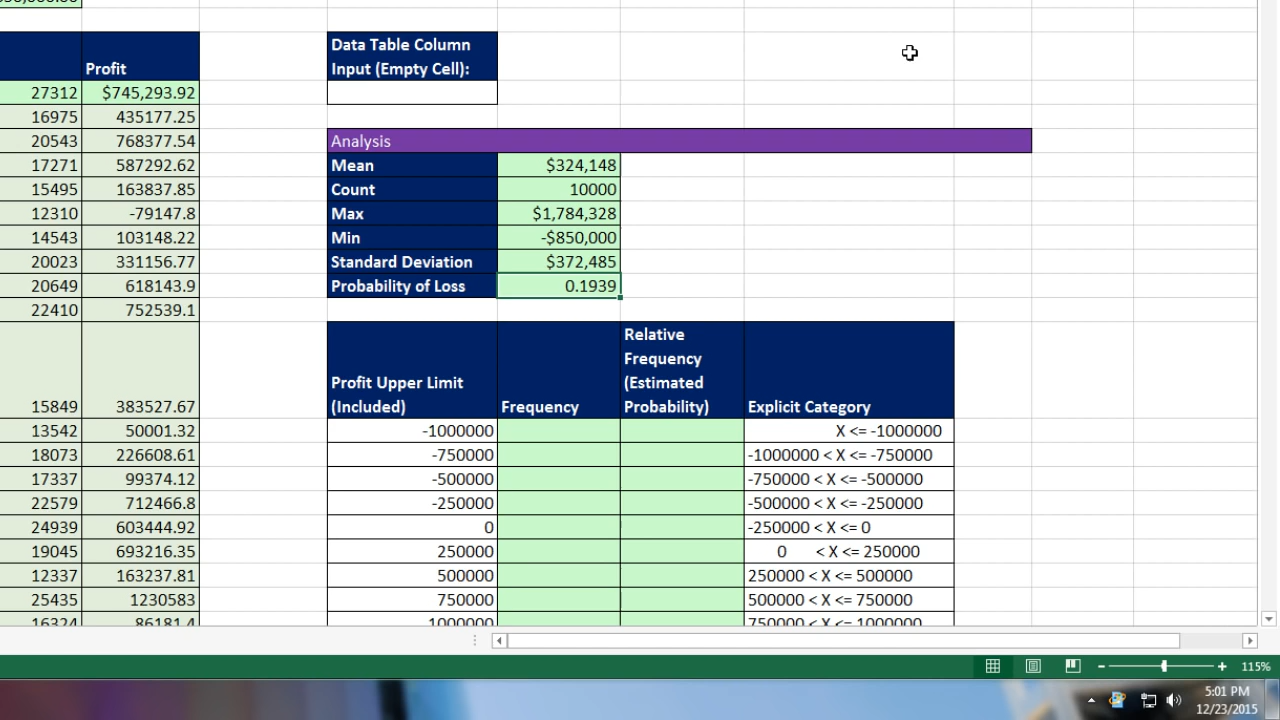 Profit
27312 $745,293.92
16975 435177.25
20543 768377.54
17271 587292.62
15495 163837.85
12310 -79147.8
14543 103148.22
20023 331156.77
20649 618143.9
22410 752539.1
15849 383527.67
13542 50001.32
18073 226608.61
17337 99374.12
22579 712466.8
24939 603444.92
19045 693216.35
12337 163237.81
25435 1230583
16324 86181.4
Data Table Column
Input (Empty Cell):
Analysis
Mean $324,148
Count 10000
Max $1,784,328
Min -$850,000
Standard Deviation $372,485
Probability of Loss 0.1939
Profit Upper Limit
(Included)
Frequency
Relative
Frequency
(Estimated
Probability)
Explicit Category
-1000000 X <= -1000000
-750000 -1000000 < X <= -750000
-500000 -750000 < X <= -500000
-250000 -500000 < X <= -250000
0 -250000 < X <= 0
250000 0 < X <= 250000
500000 250000 < X <= 500000
750000 500000 < X <= 750000
1000000 750000 < X <= 1000000
115%
5:01 PM
12/23/2015